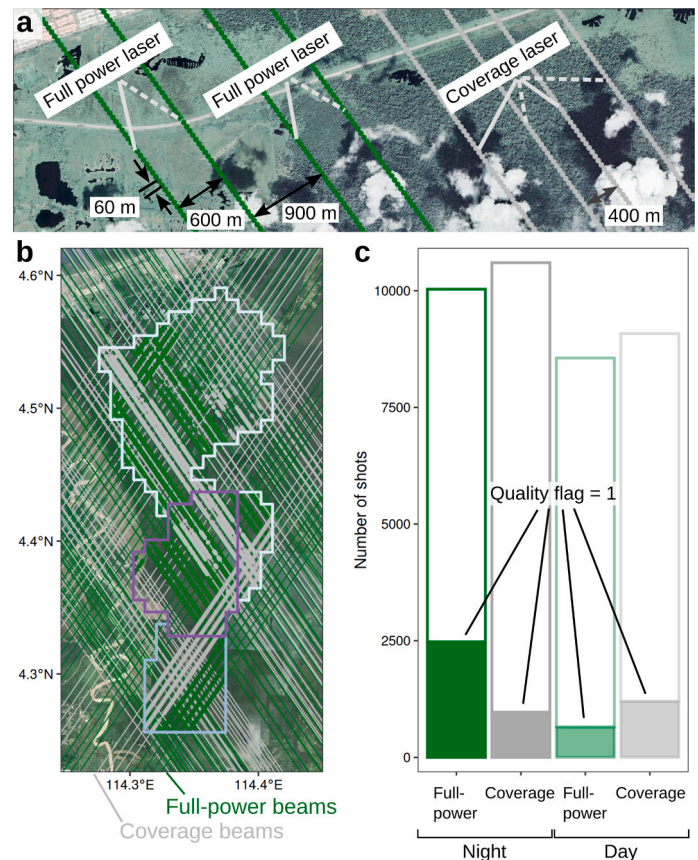 a
Full power laser
Full power laser
Coverage laser
60 m
600 m
900 m
400 m
b
4.6°N
4.5°N
4.4°N
4.3°N
114.3°E
114.4°E
Full-power beams
Coverage beams
c
Number of shots
10000
7500
5000
2500
0
Quality flag = 1
Full-
power
Coverage
Full-
power
Coverage
Night
Day